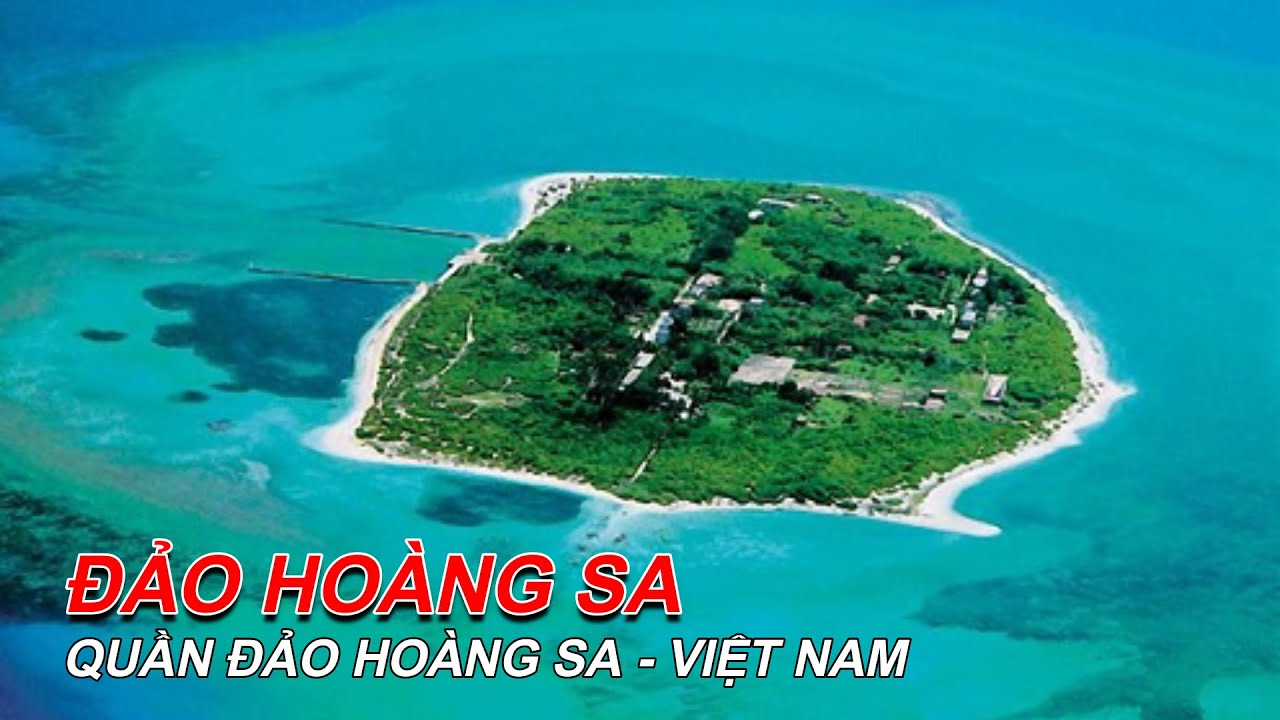 ĐẢO HOÀNG SA
QUẦN ĐẢO HOÀNG SA - VIỆT NAM